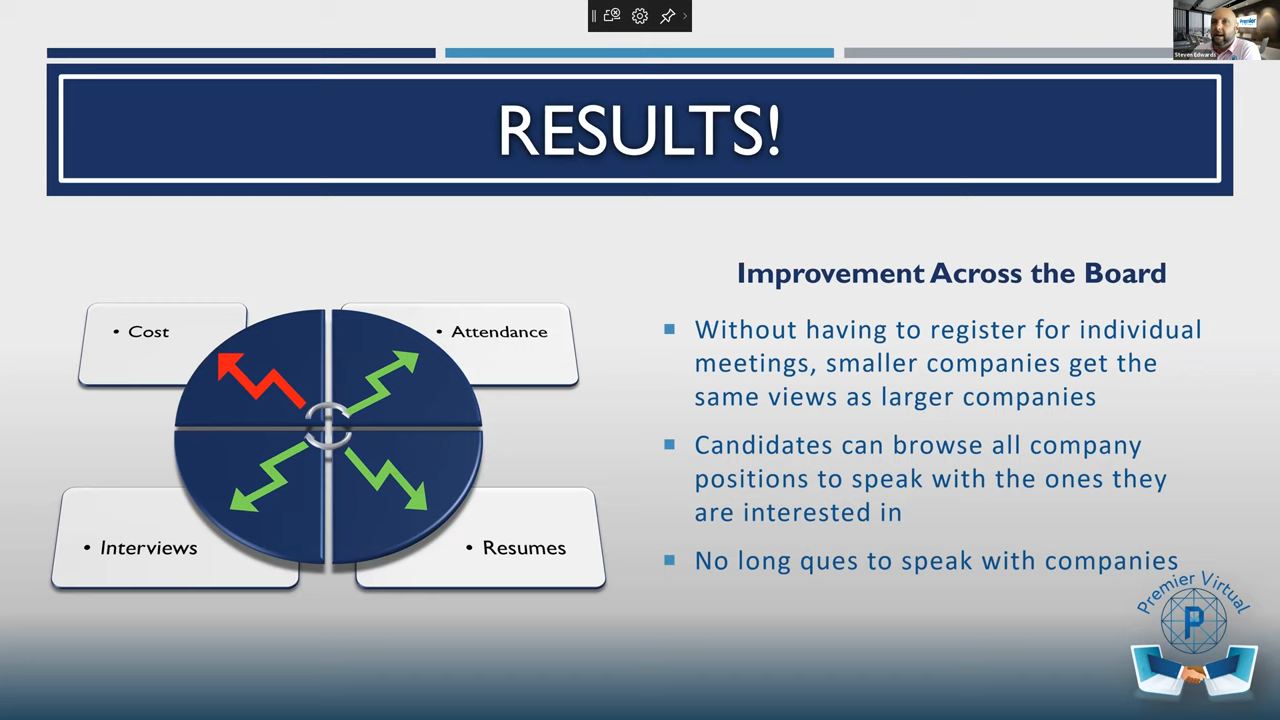 Steven Edwards
RESULTS!
• Cost
• Attendance
• Interviews
• Resumes
Improvement Across the Board
Without having to register for individual
meetings, smaller companies get the
same views as larger companies
Candidates can browse all company
positions to speak with the ones they
are interested in
No long ques to speak with companies
Premier Virtual
P